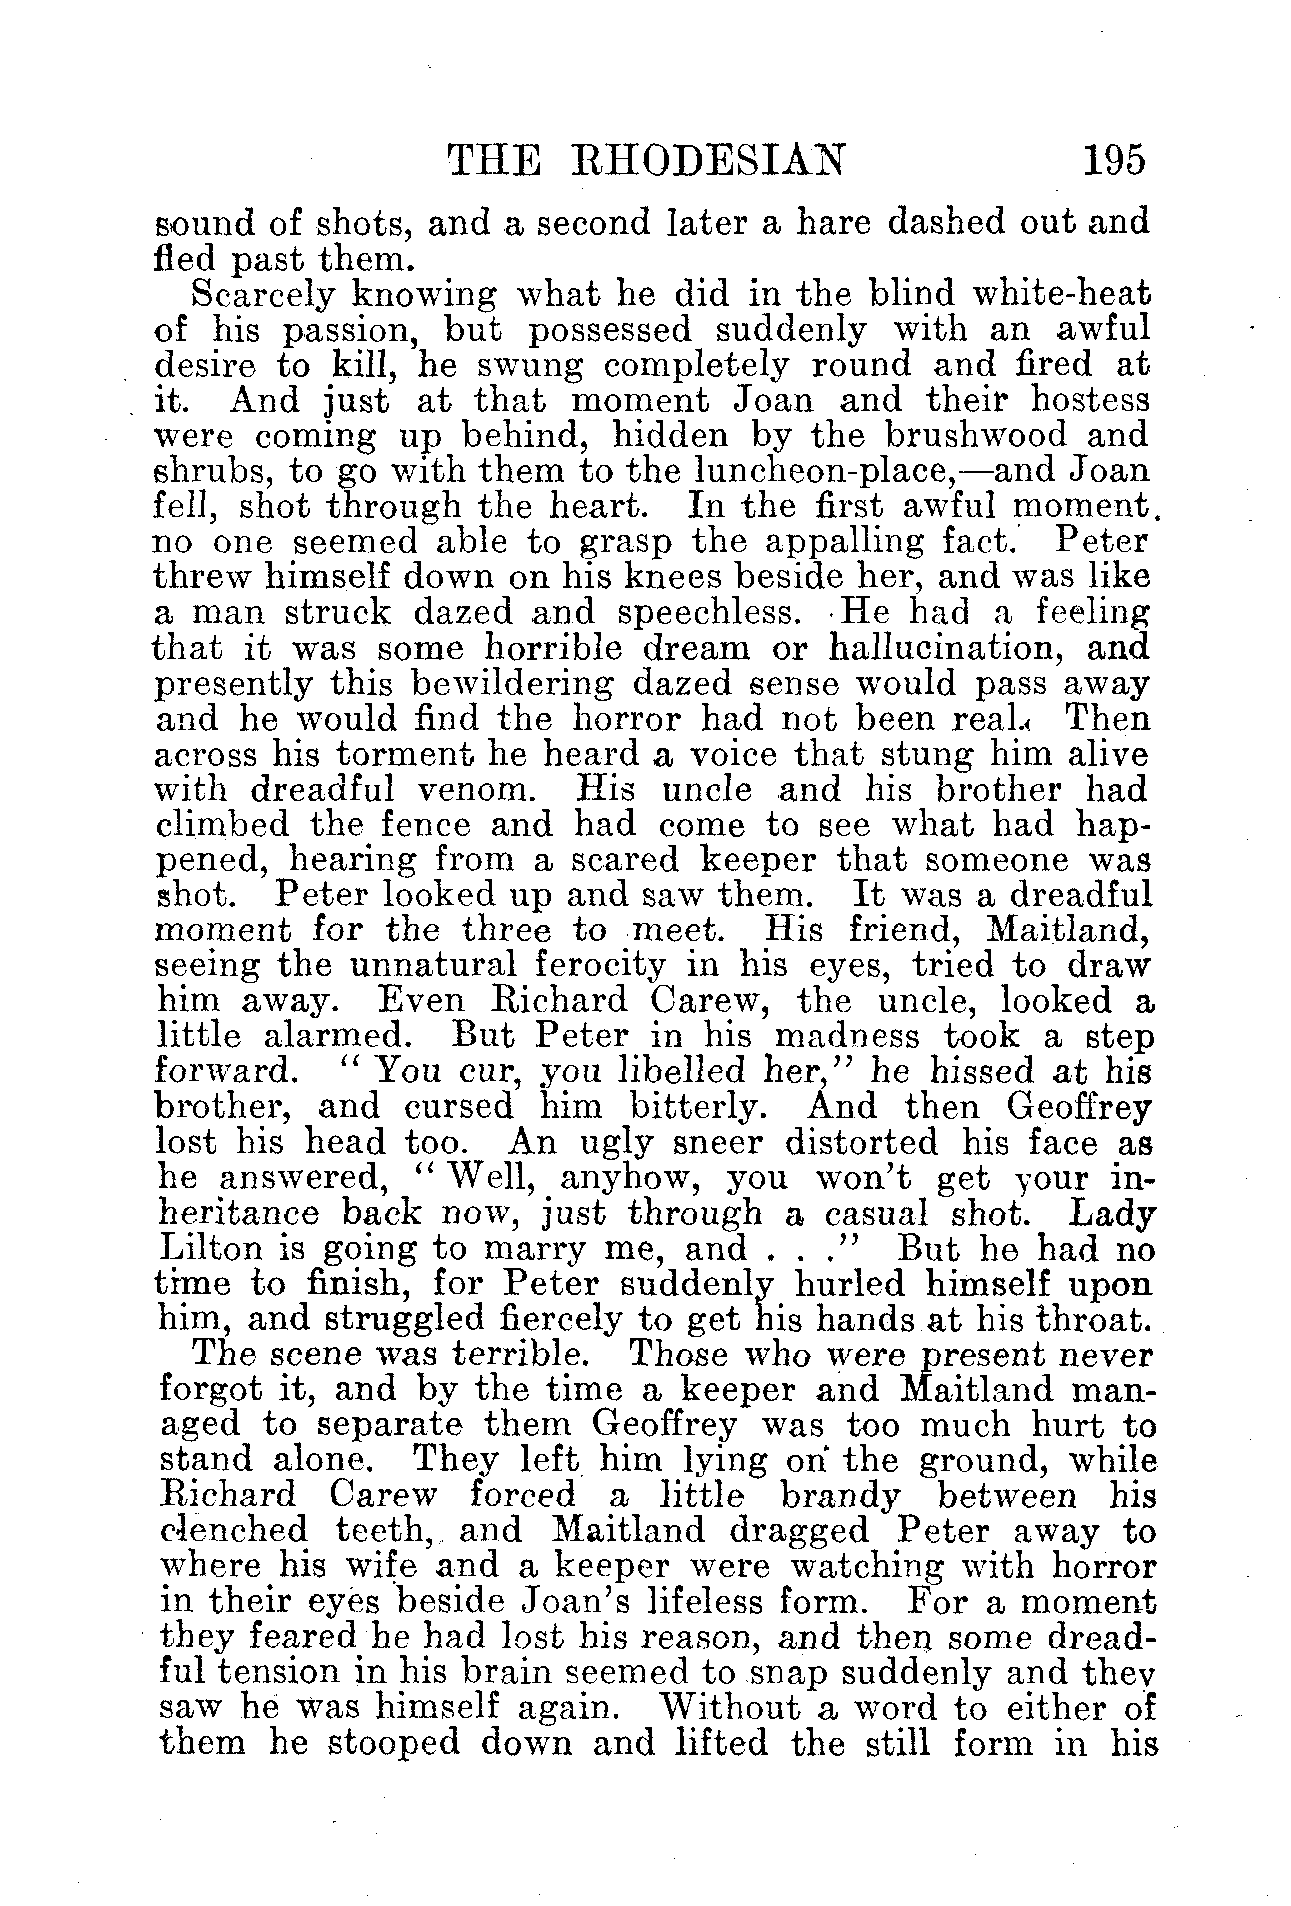 THE RHODESIAN 195
sound of shots, and a second later a hare dashed out and
fled past them.
Scarcely knowing what he did in the blind white-heat
of his passion, but possessed suddenly with an awful
desire to kill, he swung completely round and fired at
it. And just at that moment Joan and their hostess
were coming up behind, hidden by the brushwood and
shrubs, to go with them to the luncheon-place,—and Joan
fell, shot through the heart. In the first awful moment.
no one seemed able to grasp the appalling fact. Peter
threw himself down on his knees beside her, and was like
a man struck dazed and speechless. He had a feeling
that it was some horrible dream or hallucination, and
presently this bewildering dazed sense would pass away
and he would find the horror had not been real. Then
across his torment he heard a voice that stung him alive
with dreadful venom. His uncle and his brother had
climbed the fence and had come to see what had hap-
pened, hearing from a scared keeper that someone was
shot. Peter looked up and saw them. It was a dreadful
moment for the three to meet. His friend, Maitland,
seeing the unnatural ferocity in his eyes, tried to draw
him away. Even Richard Carew, the uncle, looked a
little alarmed. But Peter in his madness took a step
forward. “ You cur, you libelled her,” he hissed at his
brother, and cursed him bitterly. And then Geoffrey
lost his head too. An ugly sneer distorted his face as
he answered, “ Well, anyhow, you won’t get your in-
heritance back now, just through a casual shot. Lady
Lilton is going to marry me, and . . .” But he had no
time to finish, for Peter suddenly hurled himself upon
him, and struggled fiercely to get his hands at his throat.
The scene was terrible. Those who were present never
forgot it, and by the time a keeper and Maitland man-
aged to separate them Geoffrey was too much hurt to
stand alone. They left him lying on the ground, while
Richard Carew forced a little brandy between his
clenched teeth, and Maitland dragged Peter away to
where his wife and a keeper were watching with horror
in their eyes beside Joan’s lifeless form. For a moment
they feared he had lost his reason, and then some dread-
ful tension in his brain seemed to snap suddenly and they
saw he was himself again. Without a word to either of
them he stooped down and lifted the still form in his